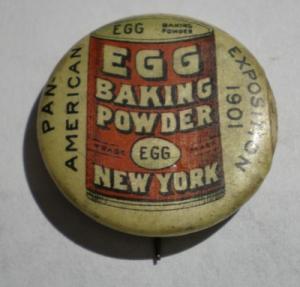 PAN-
AMERICAN
EXPOSITION
1901
EGG BAKING POWDER
EGG
BAKING
POWDER
TRADE EGG MARK
NEW YORK